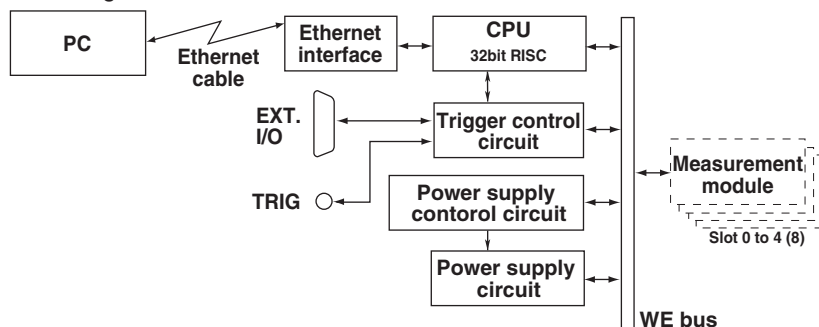 PC
Ethernet
cable
Ethernet
interface
CPU
32bit RISC
EXT.
I/O
Trigger control
circuit
TRIG
Power supply
contorol circuit
Power supply
circuit
Measurement
module
Slot 0 to 4 (8)
WE bus